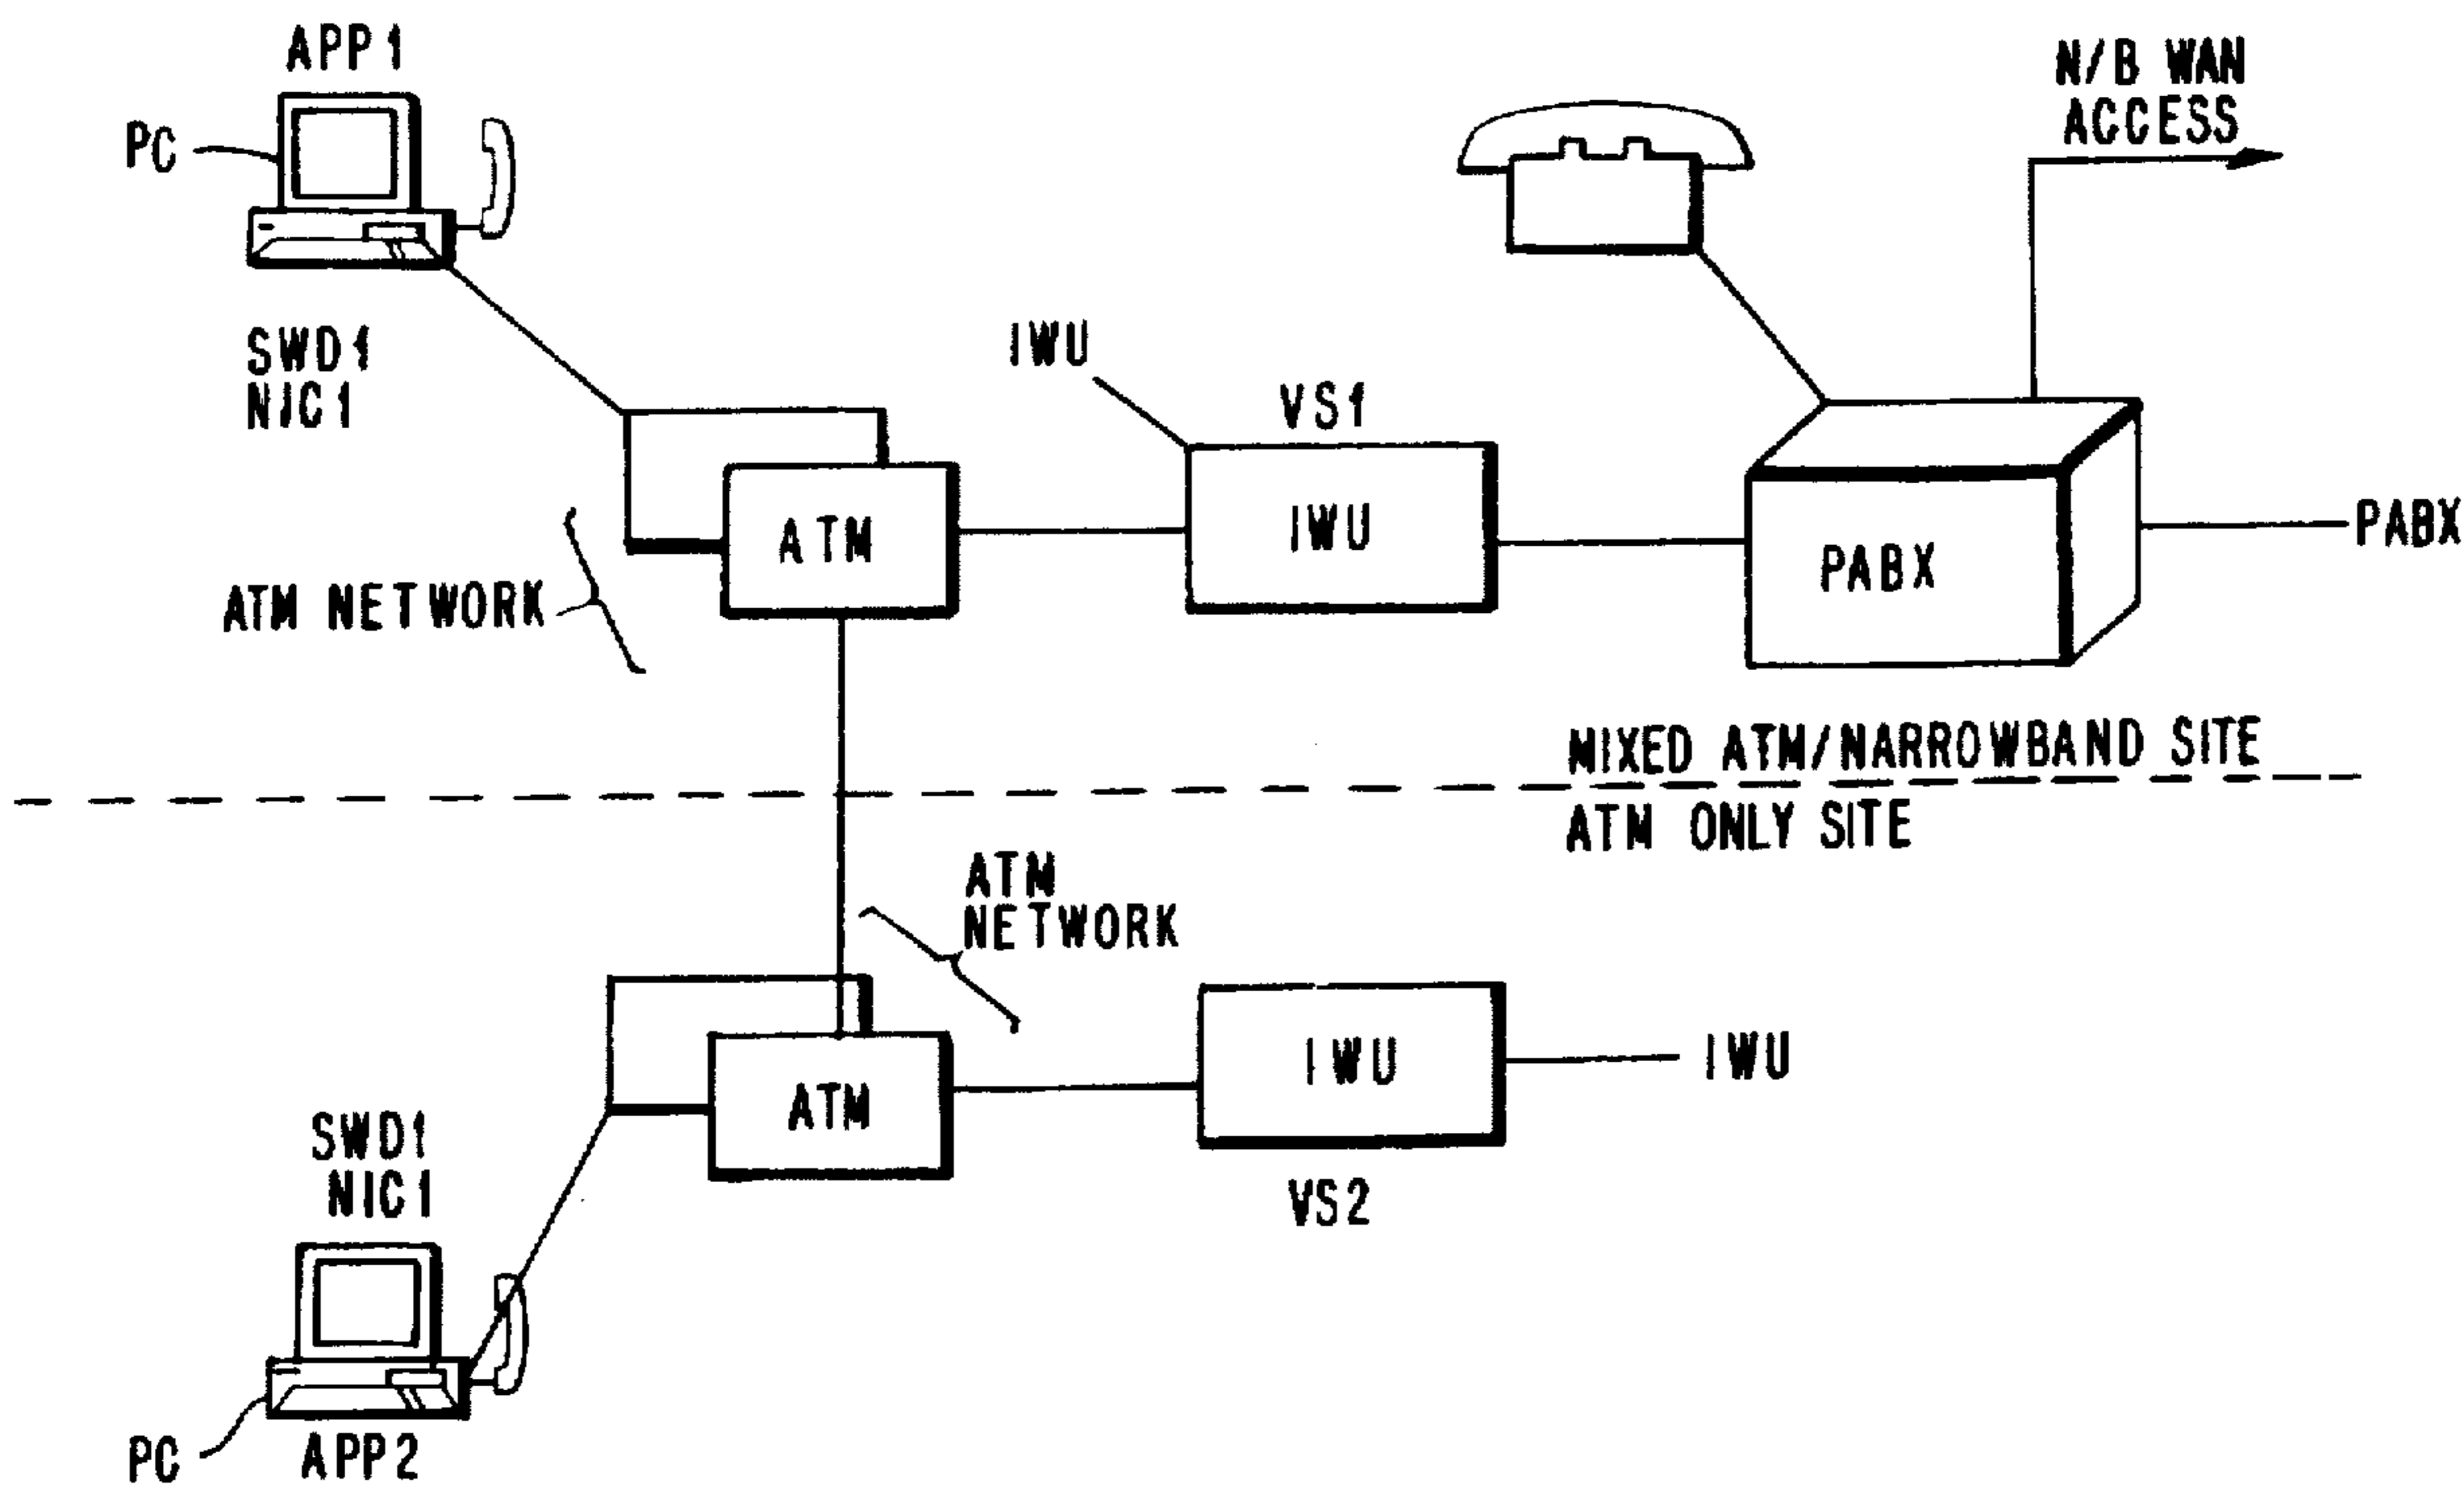 APP1
PC
N/B WAN
ACCESS
SWD1
NIC1
IWU
VS1
ATM
IWU
PABX
PABX
ATM NETWORK
MIXED ATM/NARROWBAND SITE
ATM ONLY SITE
ATM
NETWORK
ATM
IWU
IWU
SWD1
NIC1
VS2
PC
APP2